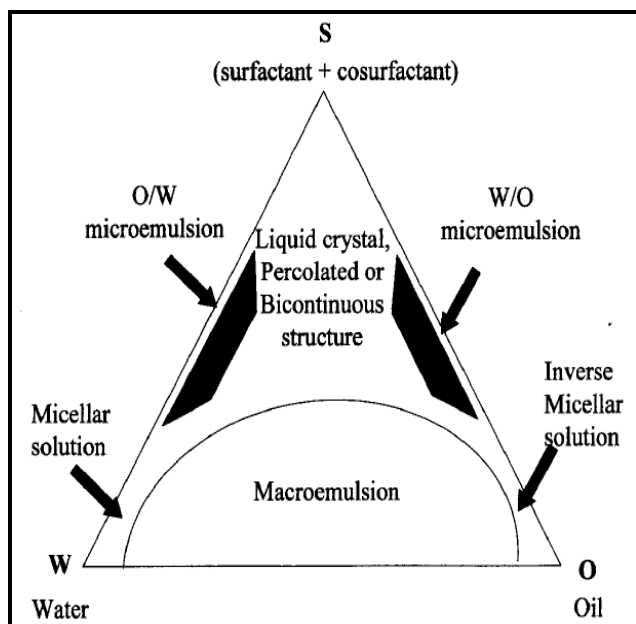 S
(surfactant + cosurfactant)
O/W
microemulsion
W/O
microemulsion
Liquid crystal,
Percolated or
Bicontinuous
structure
Micellar
solution
Inverse
Micellar
solution
Macroemulsion
W
O
Water
Oil